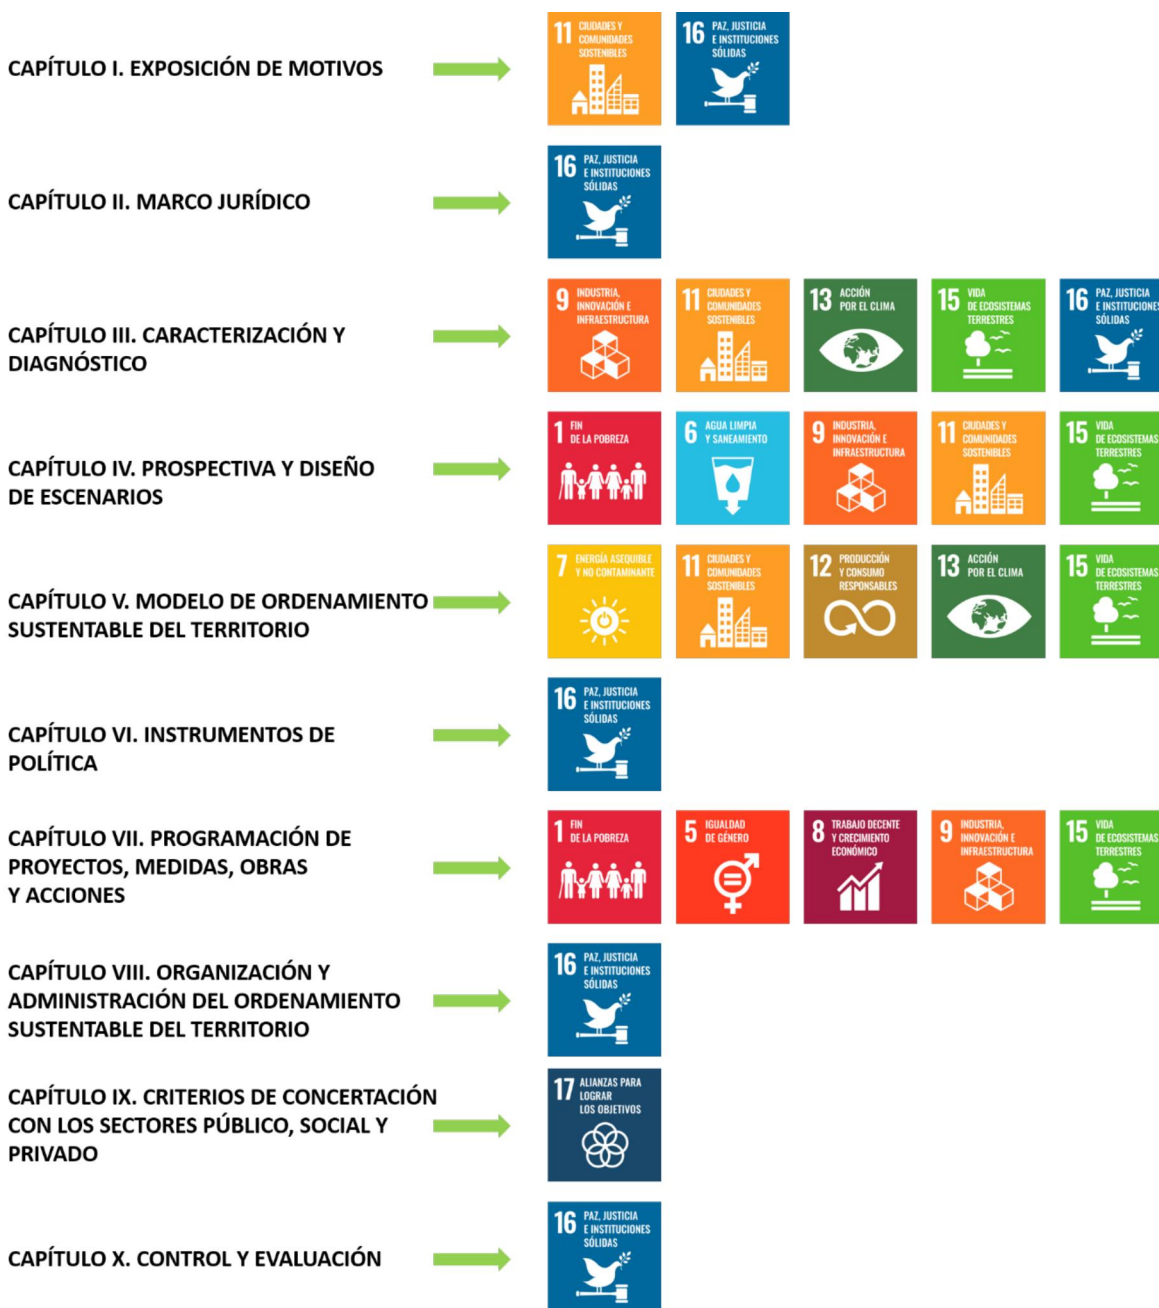 CAPÍTULO I. EXPOSICIÓN DE MOTIVOS
11 CIUDADES Y
COMUNIDADES
SOSTENIBLES
16 PAZ, JUSTICIA
E INSTITUCIONES
SÓLIDAS
CAPÍTULO II. MARCO JURÍDICO
16 PAZ, JUSTICIA
E INSTITUCIONES
SÓLIDAS
CAPÍTULO III. CARACTERIZACIÓN Y
DIAGNÓSTICO
9 INDUSTRIA,
INNOVACIÓN E
INFRAESTRUCTURA
11 CIUDADES Y
COMUNIDADES
SOSTENIBLES
13 ACCIÓN
POR EL CLIMA
15 VIDA
DE ECOSISTEMAS
TERRESTRES
16 PAZ, JUSTICIA
E INSTITUCIONES
SÓLIDAS
CAPÍTULO IV. PROSPECTIVA Y DISEÑO
DE ESCENARIOS
1 FIN
DE LA POBREZA
6 AGUA LIMPIA
Y SANEAMIENTO
9 INDUSTRIA,
INNOVACIÓN E
INFRAESTRUCTURA
11 CIUDADES Y
COMUNIDADES
SOSTENIBLES
15 VIDA
DE ECOSISTEMAS
TERRESTRES
CAPÍTULO V. MODELO DE ORDENAMIENTO
SUSTENTABLE DEL TERRITORIO
7 ENERGÍA ASEQUIBLE
Y NO CONTAMINANTE
11 CIUDADES Y
COMUNIDADES
SOSTENIBLES
12 PRODUCCIÓN
Y CONSUMO
RESPONSABLES
13 ACCIÓN
POR EL CLIMA
15 VIDA
DE ECOSISTEMAS
TERRESTRES
CAPÍTULO VI. INSTRUMENTOS DE
POLÍTICA
16 PAZ, JUSTICIA
E INSTITUCIONES
SÓLIDAS
CAPÍTULO VII. PROGRAMACIÓN DE
PROYECTOS, MEDIDAS, OBRAS
Y ACCIONES
1 FIN
DE LA POBREZA
5 IGUALDAD
DE GÉNERO
8 TRABAJO DECENTE
Y CRECIMIENTO
ECONÓMICO
9 INDUSTRIA,
INNOVACIÓN E
INFRAESTRUCTURA
15 VIDA
DE ECOSISTEMAS
TERRESTRES
CAPÍTULO VIII. ORGANIZACIÓN Y
ADMINISTRACIÓN DEL ORDENAMIENTO
SUSTENTABLE DEL TERRITORIO
16 PAZ, JUSTICIA
E INSTITUCIONES
SÓLIDAS
CAPÍTULO IX. CRITERIOS DE CONCERTACIÓN
CON LOS SECTORES PÚBLICO, SOCIAL Y
PRIVADO
17 ALIANZAS PARA
LOGRAR
LOS OBJETIVOS
CAPÍTULO X. CONTROL Y EVALUACIÓN
16 PAZ, JUSTICIA
E INSTITUCIONES
SÓLIDAS